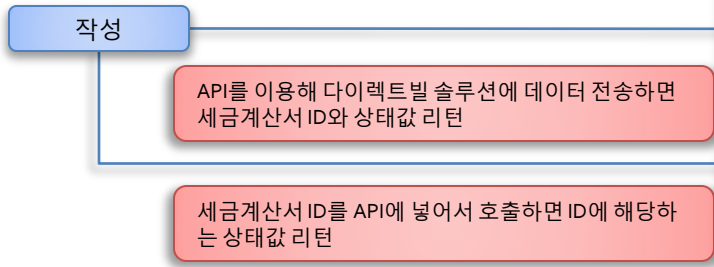 작성
API를 이용해 다이렉트빌 솔루션에 데이터 전송하면
세금계산서 ID와 상태값 리턴
세금계산서 ID를 API에 넣어서 호출하면 ID에 해당하
는 상태값 리턴